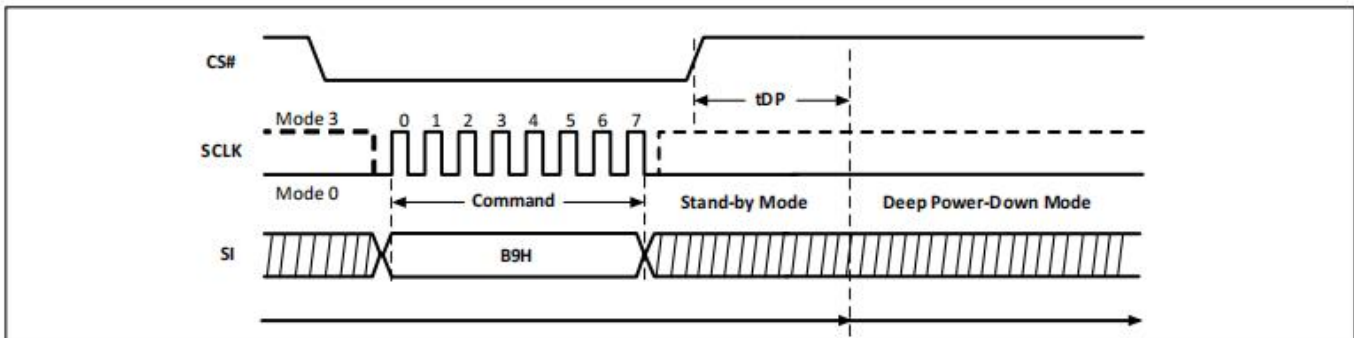 CS#
tDP
Mode 3
0 1 2 3 4 5 6 7
SCLK
Mode 0
Command
Stand-by Mode
Deep Power-Down Mode
SI
B9H